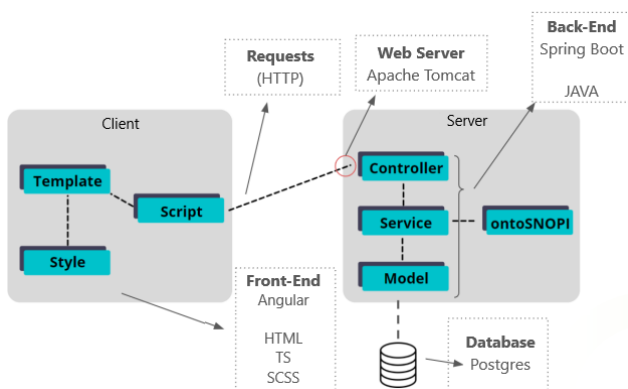 Back-End
Spring Boot
JAVA
Requests
(HTTP)
Web Server
Apache Tomcat
Client
Server
Template
Script
Style
Controller
Service
ontoSNOPI
Model
Front-End
Angular
HTML
TS
SCSS
Database
Postgres